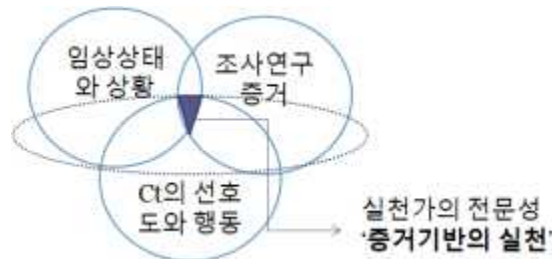 임상상태
와 상황
조사연구
증거
Ct의 선호
도와 행동
실천가의 전문성
'증거기반의 실천'